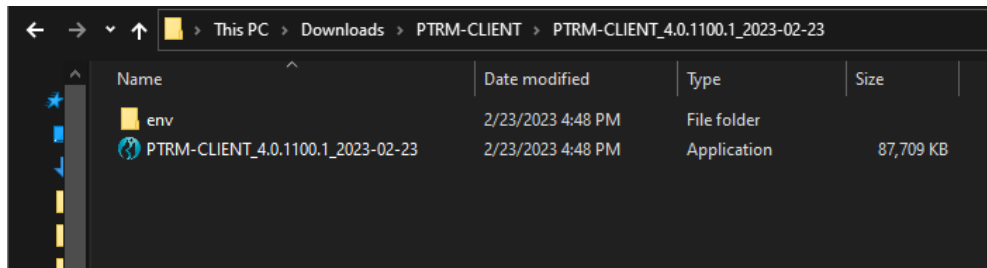 This PC > Downloads > PTRM-CLIENT > PTRM-CLIENT_4.0.1100.1_2023-02-23
Name Date modified Type Size
env 2/23/2023 4:48 PM File folder
PTRM-CLIENT_4.0.1100.1_2023-02-23 2/23/2023 4:48 PM Application 87,709 KB